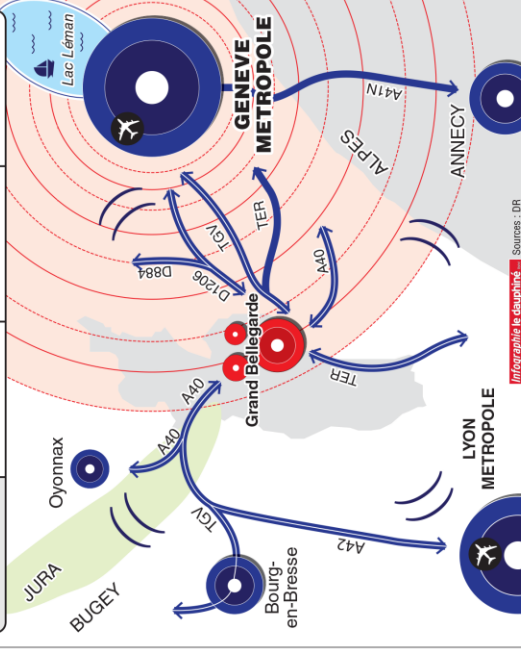 Lac Léman
GENEVE
METROPOLE
A41N
ANNECY
ALPES
D884
D1206
TGV
TER
A40
Grand Bellegarde
TER
A40
A40
Oyonnax
JURA
BUGEY
TGV
Bourg-
en-Bresse
A42
LYON
METROPOLE
Infographie le dauphiné Sources : DR